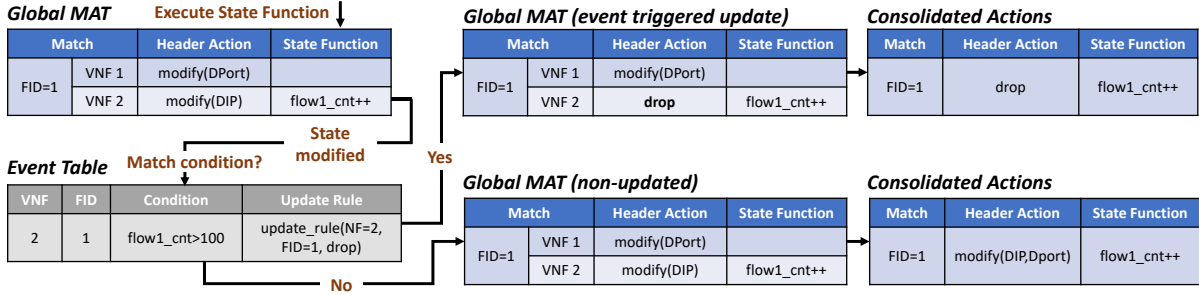 Global MAT
Execute State Function
Match Header Action State Function
FID=1 VNF 1 modify(DPort)
VNF 2 modify(DIP) flow1_cnt++
State
modified
Match condition?
Event Table
VNF FID Condition Update Rule
2 1 flow1_cnt>100 update_rule(NF=2,
FID=1, drop)
Yes
No
Global MAT (event triggered update)
Match Header Action State Function
FID=1 VNF 1 modify(DPort)
VNF 2 drop flow1_cnt++
Consolidated Actions
Match Header Action State Function
FID=1 drop flow1_cnt++
Global MAT (non-updated)
Match Header Action State Function
FID=1 VNF 1 modify(DPort)
VNF 2 modify(DIP) flow1_cnt++
Consolidated Actions
Match Header Action State Function
FID=1 modify(DIP,Dport) flow1_cnt++